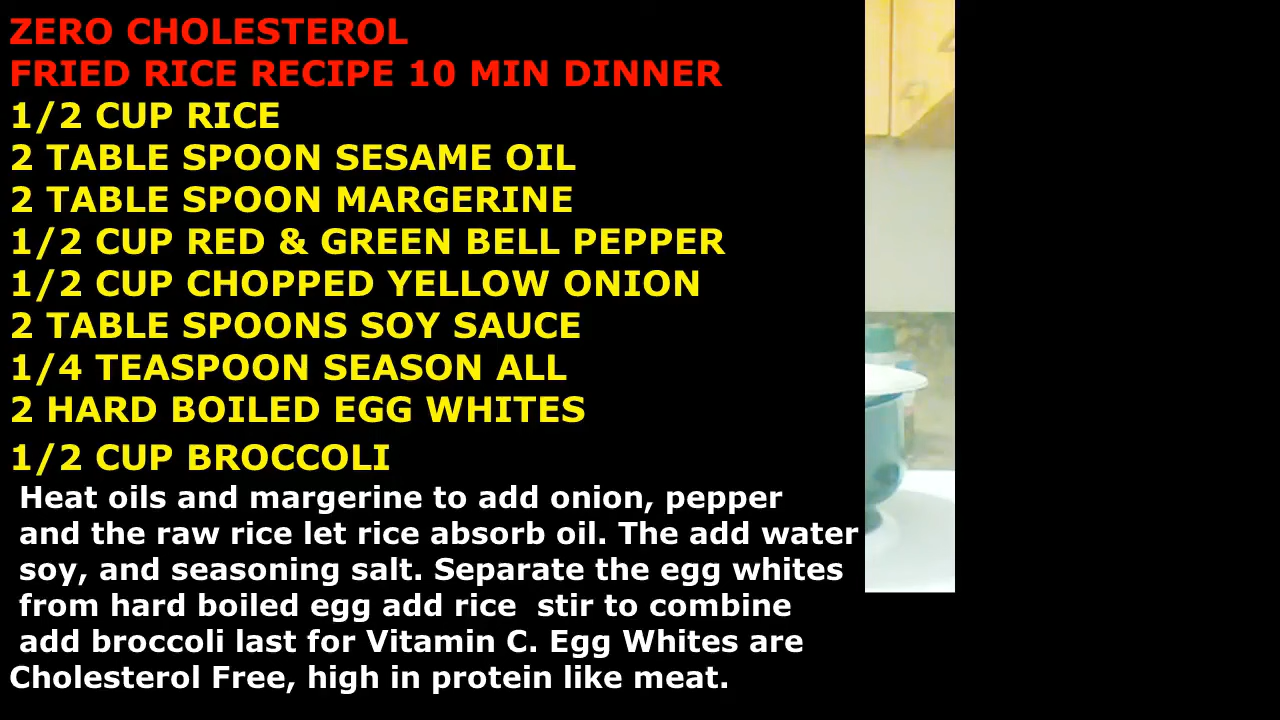 ZERO CHOLESTEROL
FRIED RICE RECIPE 10 MIN DINNER
1/2 CUP RICE
2 TABLE SPOON SESAME OIL
2 TABLE SPOON MARGERINE
1/2 CUP RED & GREEN BELL PEPPER
1/2 CUP CHOPPED YELLOW ONION
2 TABLE SPOONS SOY SAUCE
1/4 TEASPOON SEASON ALL
2 HARD BOILED EGG WHITES
1/2 CUP BROCCOLI
Heat oils and margerine to add onion, pepper
and the raw rice let rice absorb oil. The add water
soy, and seasoning salt. Separate the egg whites
from hard boiled egg add rice  stir to combine
add broccoli last for Vitamin C. Egg Whites are
Cholesterol Free, high in protein like meat.